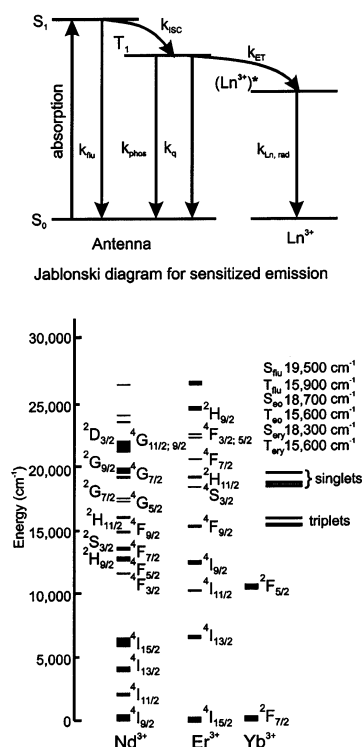 S1
kISC
T1
kET
(Ln3+)*
absorption
kflu
kphos
kq
kLn, rad
S0
Antenna
Ln3+
Jablonski diagram for sensitized emission
30,000
25,000
20,000
15,000
10,000
5,000
0
Energy (cm-1)
2D3/2
4G11/2; 9/2
2G9/2
4G7/2
2G7/2
4G5/2
2H11/2
4F9/2
2S3/2
4F7/2
2H9/2
4F5/2
4F3/2
4I15/2
4I13/2
4I11/2
4I9/2
2H9/2
4F3/2; 5/2
4F7/2
2H11/2
4S3/2
4F9/2
4I9/2
4I11/2
4I13/2
4I15/2
2F5/2
2F7/2
Sflu 19,500 cm-1
Tflu 15,900 cm-1
Seo 18,700 cm-1
Teo 15,600 cm-1
Sery 18,300 cm-1
Tery 15,600 cm-1
singlets
triplets
Nd3+
Er3+
Yb3+